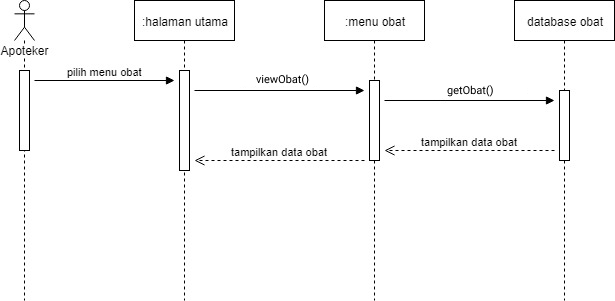 :halaman utama
:menu obat
database obat
Apoteker
pilih menu obat
viewObat()
getObat()
tampilkan data obat
tampilkan data obat